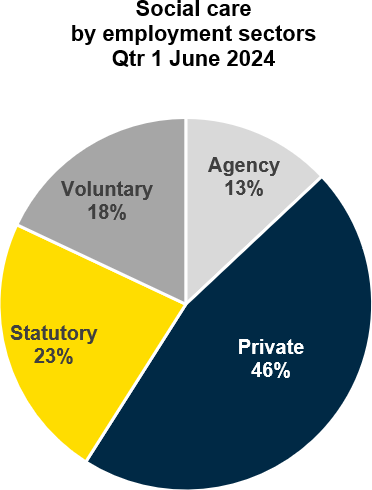 Social care
by employment sectors
Qtr 1 June 2024
Agency
13%
Voluntary
18%
Statutory
23%
Private
46%